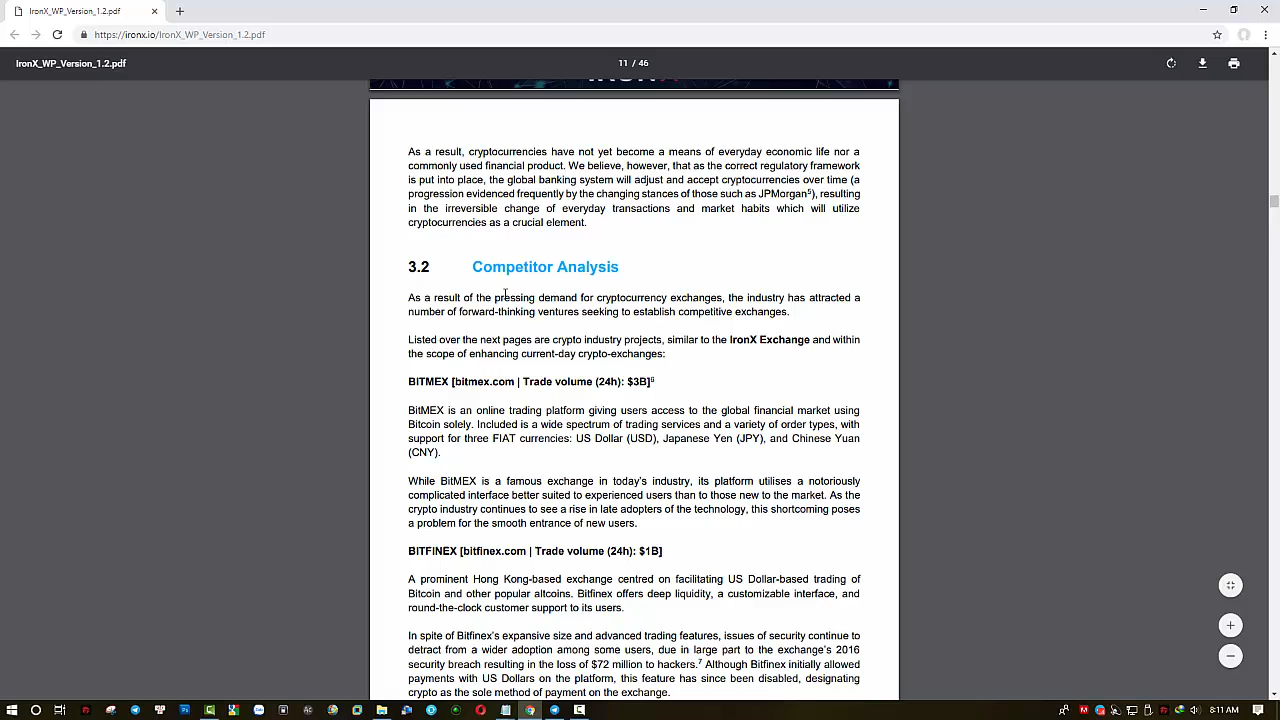 IronX_WP_Version_1.2.pdf
https://ironx.io/IronX_WP_Version_1.2.pdf
IronX_WP_Version_1.2.pdf
11 / 46
As a result, cryptocurrencies have not yet become a means of everyday economic life nor a
commonly used financial product. We believe, however, that as the correct regulatory framework
is put into place, the global banking system will adjust and accept cryptocurrencies over time (a
progression evidenced frequently by the changing stances of those such as JPMorgan⁵), resulting
in the irreversible change of everyday transactions and market habits which will utilize
cryptocurrencies as a crucial element.
3.2 Competitor Analysis
As a result of the pressing demand for cryptocurrency exchanges, the industry has attracted a
number of forward-thinking ventures seeking to establish competitive exchanges.
Listed over the next pages are crypto industry projects, similar to the IronX Exchange and within
the scope of enhancing current-day crypto-exchanges:
BITMEX [bitmex.com | Trade volume (24h): $3B]⁶
BitMEX is an online trading platform giving users access to the global financial market using
Bitcoin solely. Included is a wide spectrum of trading services and a variety of order types, with
support for three FIAT currencies: US Dollar (USD), Japanese Yen (JPY), and Chinese Yuan
(CNY).
While BitMEX is a famous exchange in today's industry, its platform utilises a notoriously
complicated interface better suited to experienced users than to those new to the market. As the
crypto industry continues to see a rise in late adopters of the technology, this shortcoming poses
a problem for the smooth entrance of new users.
BITFINEX [bitfinex.com | Trade volume (24h): $1B]
A prominent Hong Kong-based exchange centred on facilitating US Dollar-based trading of
Bitcoin and other popular altcoins. Bitfinex offers deep liquidity, a customizable interface, and
round-the-clock customer support to its users.
In spite of Bitfinex's expansive size and advanced trading features, issues of security continue to
detract from a wider adoption among some users, due in large part to the exchange's 2016
security breach resulting in the loss of $72 million to hackers.⁷ Although Bitfinex initially allowed
payments with US Dollars on the platform, this feature has since been disabled, designating
crypto as the sole method of payment on the exchange.
8:11 AM